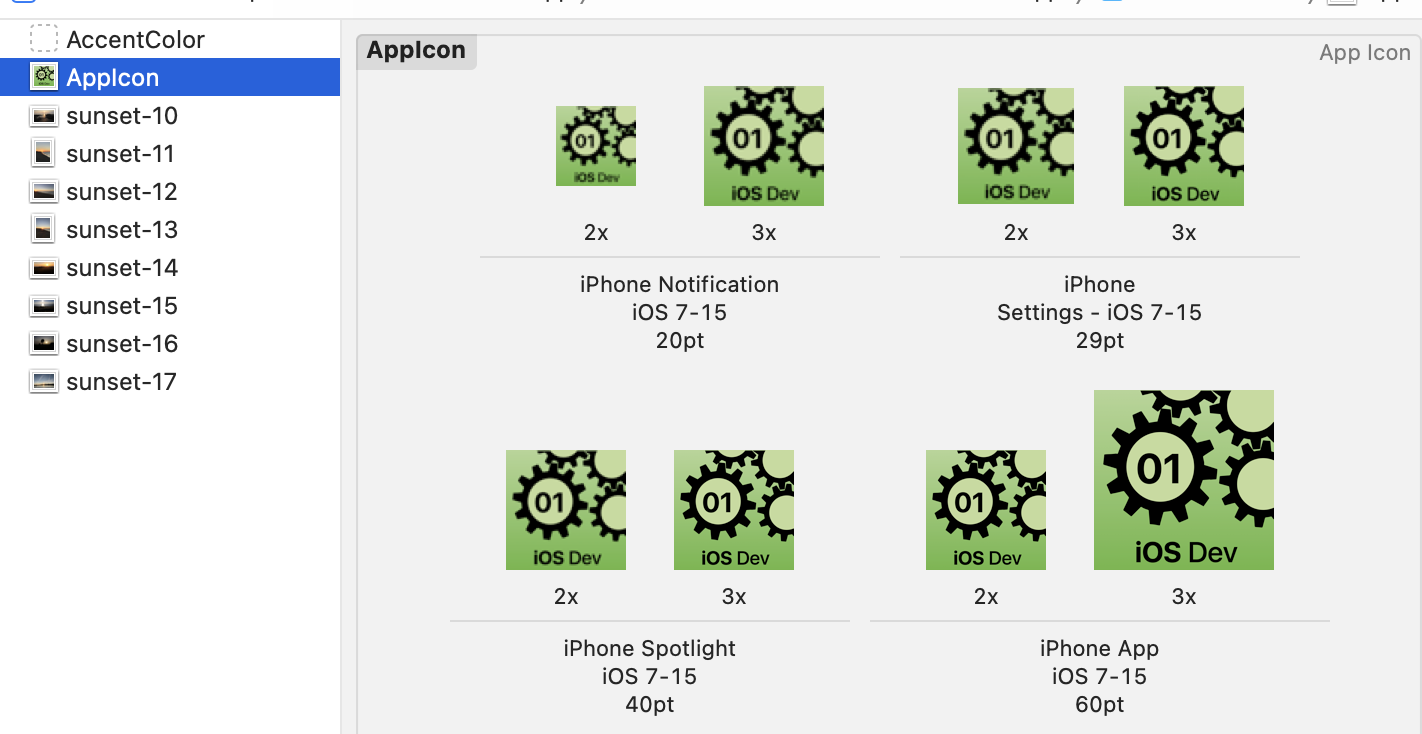 AccentColor
AppIcon
sunset-10
sunset-11
sunset-12
sunset-13
sunset-14
sunset-15
sunset-16
sunset-17
AppIcon
App Icon
01
iOS Dev
01
iOS Dev
01
iOS Dev
01
iOS Dev
2x
3x
2x
3x
iPhone Notification
iOS 7-15
20pt
iPhone
Settings - iOS 7-15
29pt
01
iOS Dev
01
iOS Dev
01
iOS Dev
01
iOS Dev
2x
3x
2x
3x
iPhone Spotlight
iOS 7-15
40pt
iPhone App
iOS 7-15
60pt